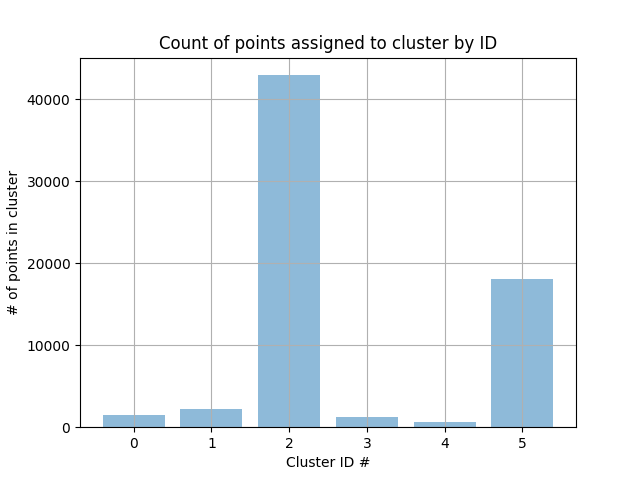 Count of points assigned to cluster by ID
# of points in cluster
40000
30000
20000
10000
0
0 1 2 3 4 5
Cluster ID #